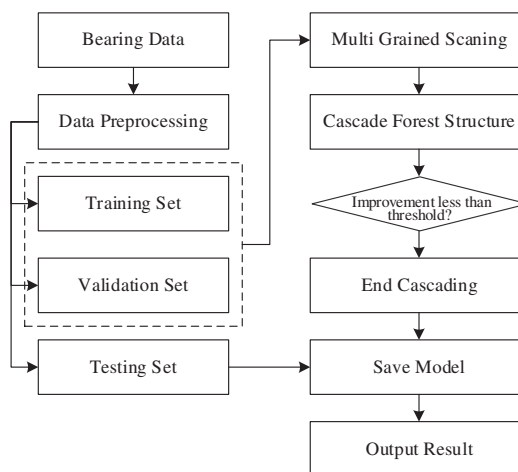 Bearing Data
Data Preprocessing
Training Set
Validation Set
Testing Set
Multi Grained Scaning
Cascade Forest Structure
Improvement less than
threshold?
End Cascading
Save Model
Output Result